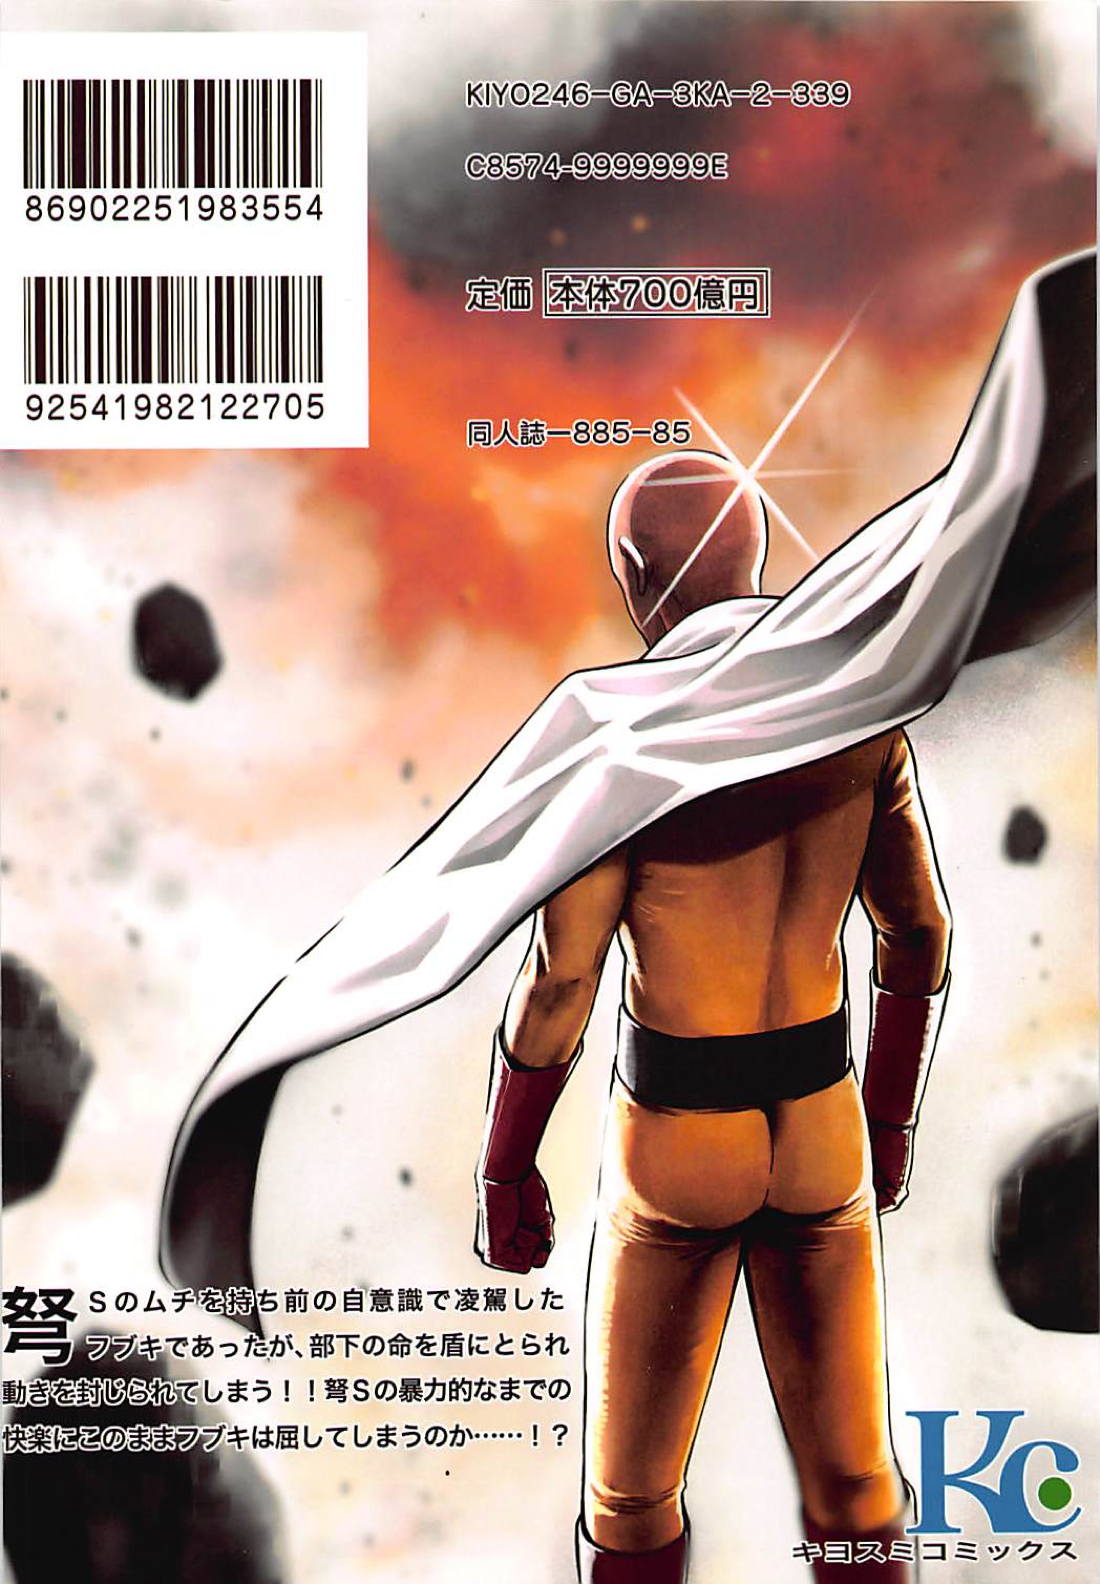 86902251983554
92541982122705
KIYO246-GA-3KA-2-339
C8574-9999999E
定価 本体700億円
同人誌ー885-85
弩Sのムチを持ち前の自意識で凌駕した
フブキであったが、部下の命を盾にとられ
動きを封じられてしまう！！弩Sの暴力的なまでの
快楽にこのままフブキは屈してしまうのか……！？
KC
キヨスミコミックス